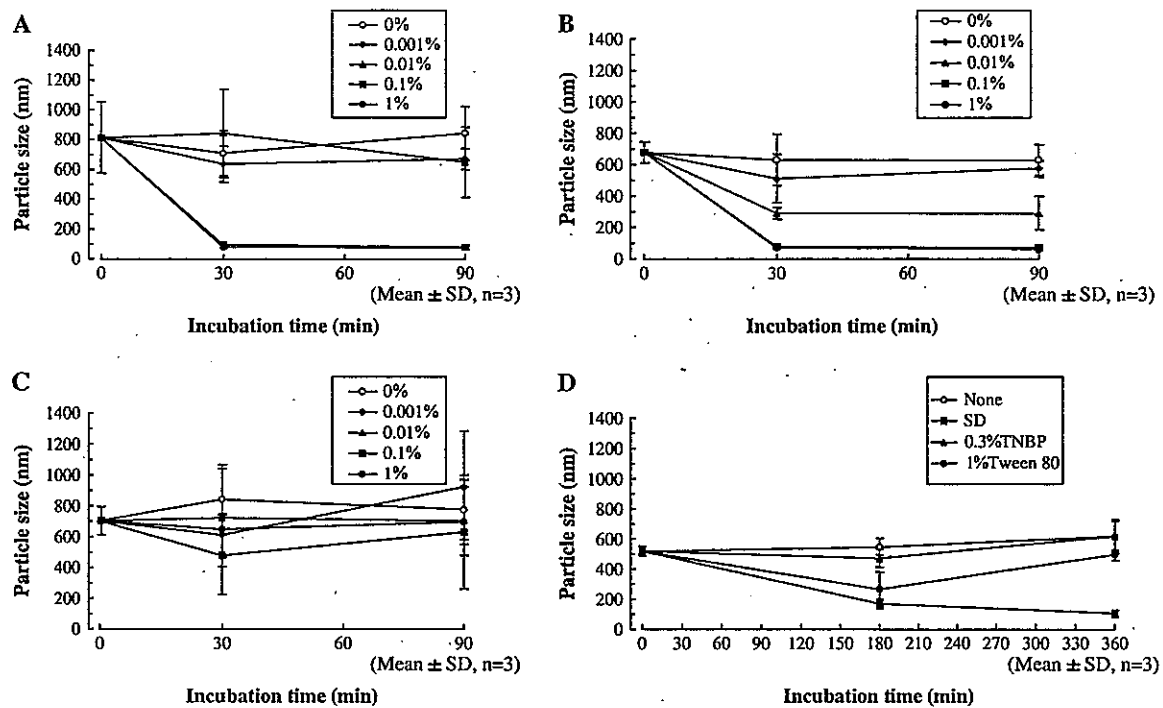 A
0%
0.001%
0.01%
0.1%
1%
1400
1200
1000
800
600
400
200
0
Particle size (nm)
0 30 60 90
(Mean ± SD, n=3)
Incubation time (min)
B
0%
0.001%
0.01%
0.1%
1%
1400
1200
1000
800
600
400
200
0
Particle size (nm)
0 30 60 90
(Mean ± SD, n=3)
Incubation time (min)
C
0%
0.001%
0.01%
0.1%
1%
1400
1200
1000
800
600
400
200
0
Particle size (nm)
0 30 60 90
(Mean ± SD, n=3)
Incubation time (min)
D
None
SD
0.3%TNBP
1%Tween 80
1400
1200
1000
800
600
400
200
0
Particle size (nm)
0 30 60 90 120 150 180 210 240 270 300 330 360
(Mean ± SD, n=3)
Incubation time (min)